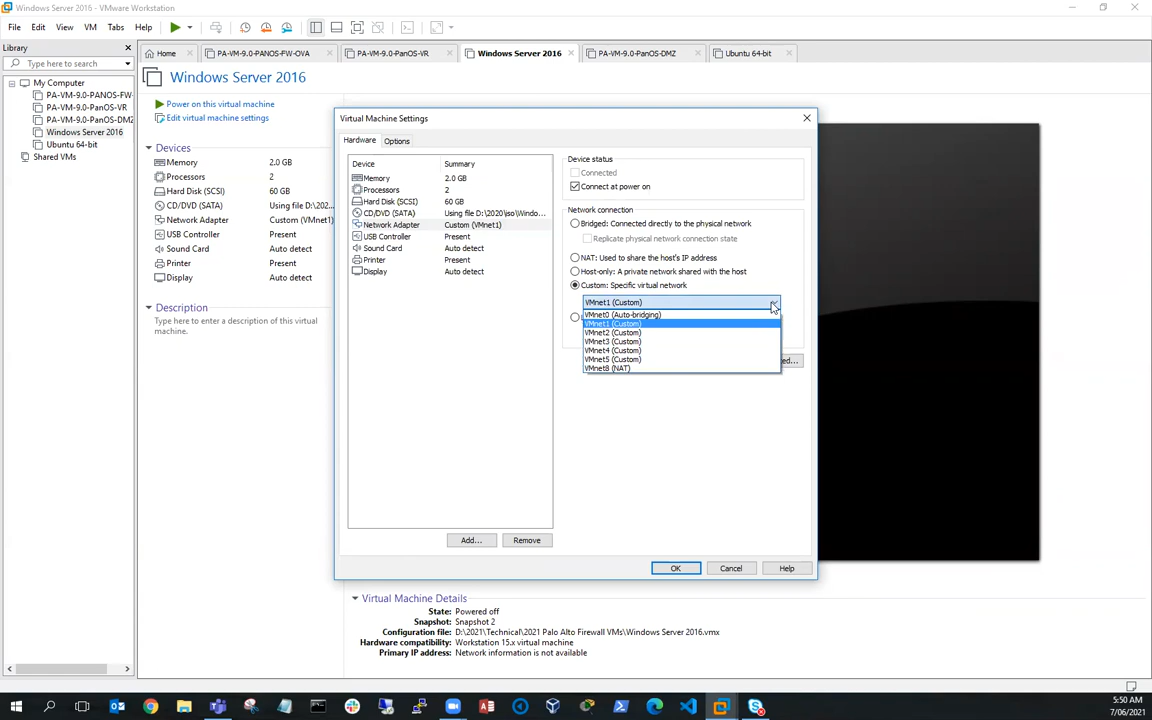 Windows Server 2016 - VMware Workstation
File Edit View VM Tabs Help
Library
Type here to search
My Computer
PA-VM-9.0-PANOS-FW-
PA-VM-9.0-PanOS-VR
PA-VM-9.0-PanOS-DMZ
Windows Server 2016
Ubuntu 64-bit
Shared VMs
Home PA-VM-9.0-PANOS-FW-OVA PA-VM-9.0-PanOS-VR Windows Server 2016 PA-VM-9.0-PanOS-DMZ Ubuntu 64-bit
Windows Server 2016
Power on this virtual machine
Edit virtual machine settings
Devices
Memory 2.0 GB
Processors 2
Hard Disk (SCSI) 60 GB
CD/DVD (SATA) Using file D:\202...
Network Adapter Custom (VMnet1)
USB Controller Present
Sound Card Auto detect
Printer Present
Display Auto detect
Description
Type here to enter a description of this virtual
machine.
Virtual Machine Settings
Hardware Options
Device Summary
Memory 2.0 GB
Processors 2
Hard Disk (SCSI) 60 GB
CD/DVD (SATA) Using file D:\2020\iso\Windo...
Network Adapter Custom (VMnet1)
USB Controller Present
Sound Card Auto detect
Printer Present
Display Auto detect
Add... Remove
Device status
Connected
Connect at power on
Network connection
Bridged: Connected directly to the physical network
Replicate physical network connection state
NAT: Used to share the host's IP address
Host-only: A private network shared with the host
Custom: Specific virtual network
VMnet1 (Custom)
VMnet0 (Auto-bridging)
VMnet1 (Custom)
VMnet2 (Custom)
VMnet3 (Custom)
VMnet4 (Custom)
VMnet5 (Custom)
VMnet8 (NAT)
OK Cancel Help
Virtual Machine Details
State: Powered off
Snapshot: Snapshot 2
Configuration file: D:\2021\Technical\2021 Palo Alto Firewall VMs\Windows Server 2016.vmx
Hardware compatibility: Workstation 15.x virtual machine
Primary IP address: Network information is not available
5:50 AM
7/06/2021